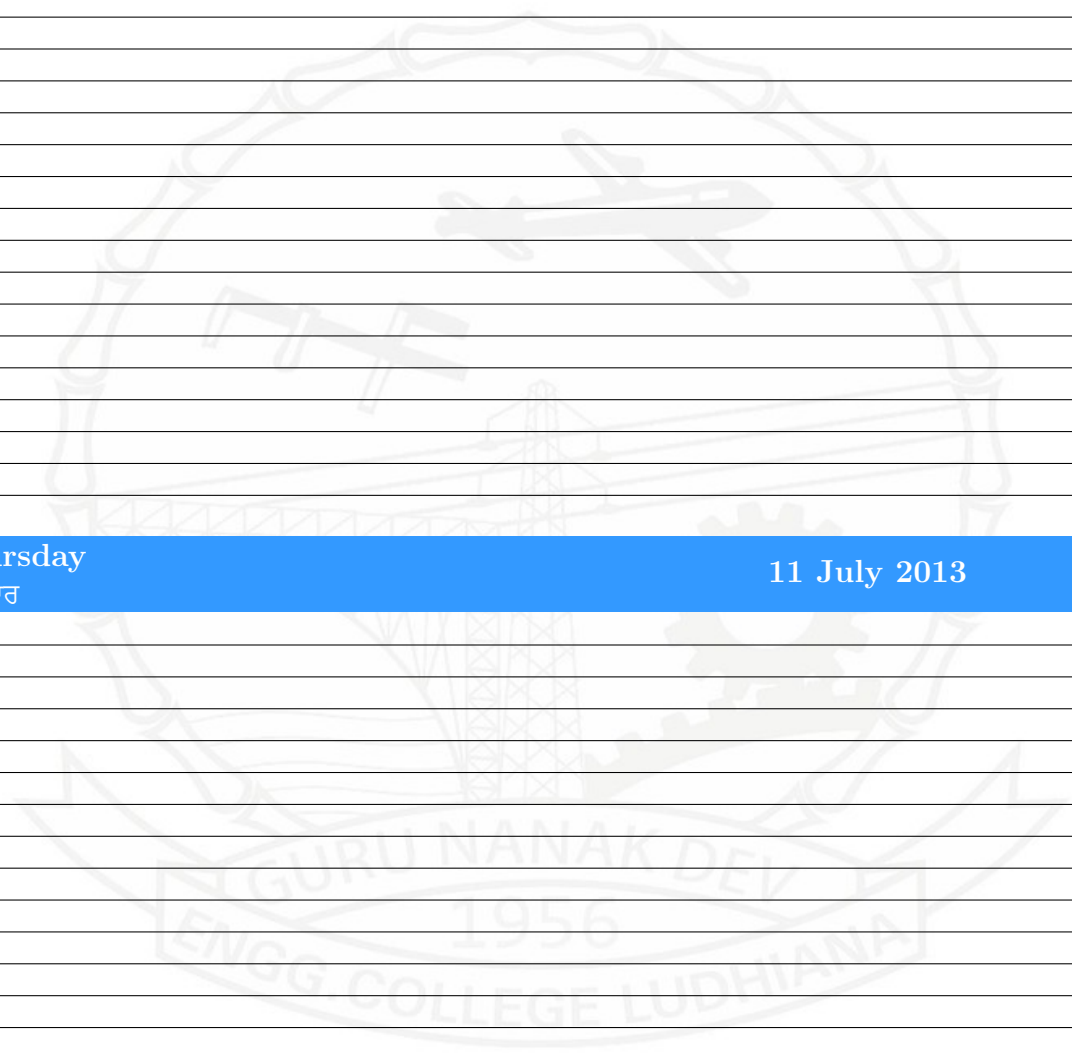 rsday
ਾਰ
11 July 2013
GURU NANAK DEV
1956
ENGG. COLLEGE LUDHIANA